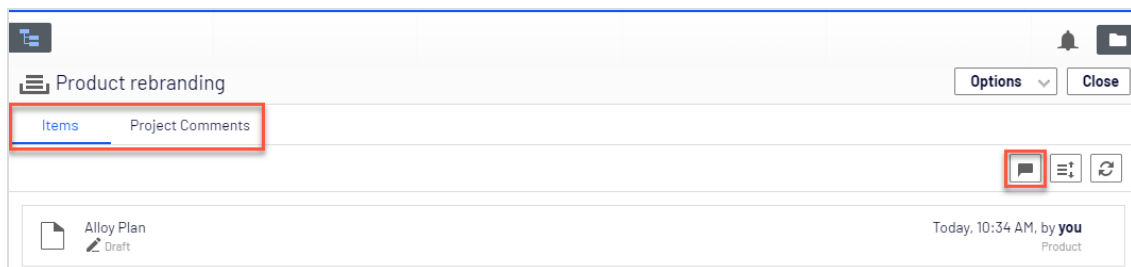 Product rebranding
Options
Close
Items
Project Comments
Alloy Plan
Today, 10:34 AM, by you
Draft
Product